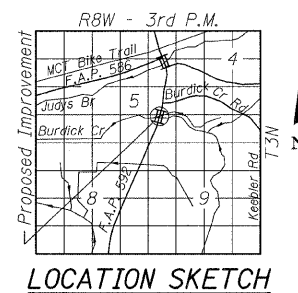 R8W - 3rd P.M.
MCT Bike Trail
F.A.P. 586
4
Judys Br
5
Burdick Cr Rd
Burdick Cr
Proposed Improvement
T3N
Keebler Rd
N
8
F.A.P. 592
9
LOCATION SKETCH